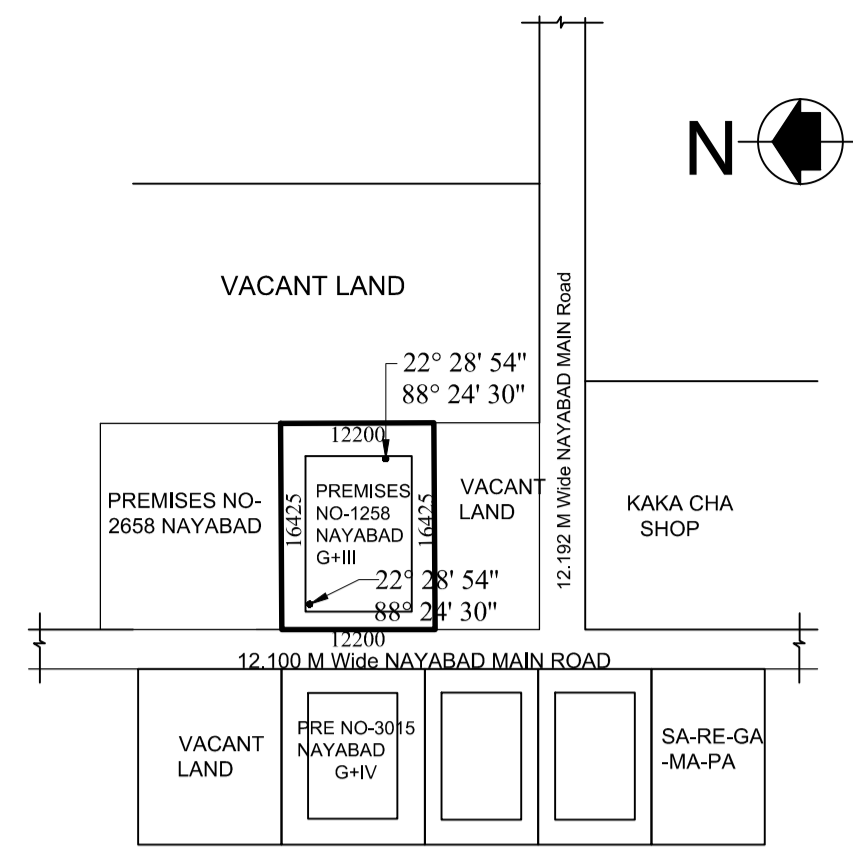 N
VACANT LAND
12.192 M Wide NAYABAD MAIN Road
22° 28' 54"
88° 24' 30"
12200
PREMISES NO-
2658 NAYABAD
16425
PREMISES
NO-1258
NAYABAD
G+III
16425
VACANT
LAND
KAKA CHA
SHOP
22° 28' 54"
88° 24' 30"
12200
12.100 M Wide NAYABAD MAIN ROAD
VACANT
LAND
PRE NO-3015
NAYABAD
G+IV
SA-RE-GA
-MA-PA